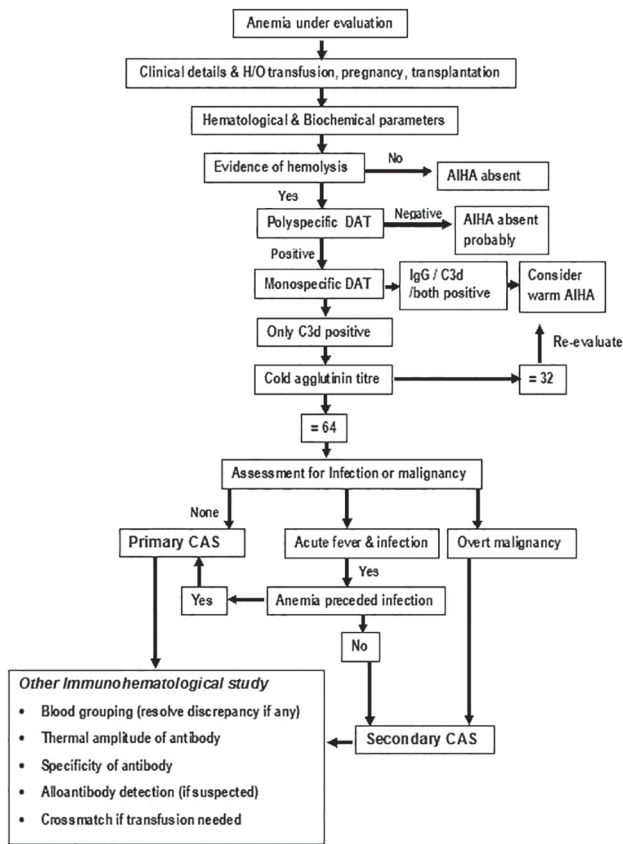 Anemia under evaluation
Clinical details & H/O transfusion, pregnancy, transplantation
Hematological & Biochemical parameters
Evidence of hemolysis
No
AIHA absent
Yes
Polyspecific DAT
Negative
AIHA absent
probably
Positive
Monospecific DAT
IgG / C3d
/both positive
Consider
warm AIHA
Only C3d positive
Re-evaluate
Cold agglutinin titre
= 32
= 64
Assessment for Infection or malignancy
None
Primary CAS
Acute fever & infection
Overt malignancy
Yes
Yes
Anemia preceded infection
No
Other Immunohematological study
• Blood grouping (resolve discrepancy if any)
• Thermal amplitude of antibody
• Specificity of antibody
• Alloantibody detection (if suspected)
• Crossmatch if transfusion needed
Secondary CAS